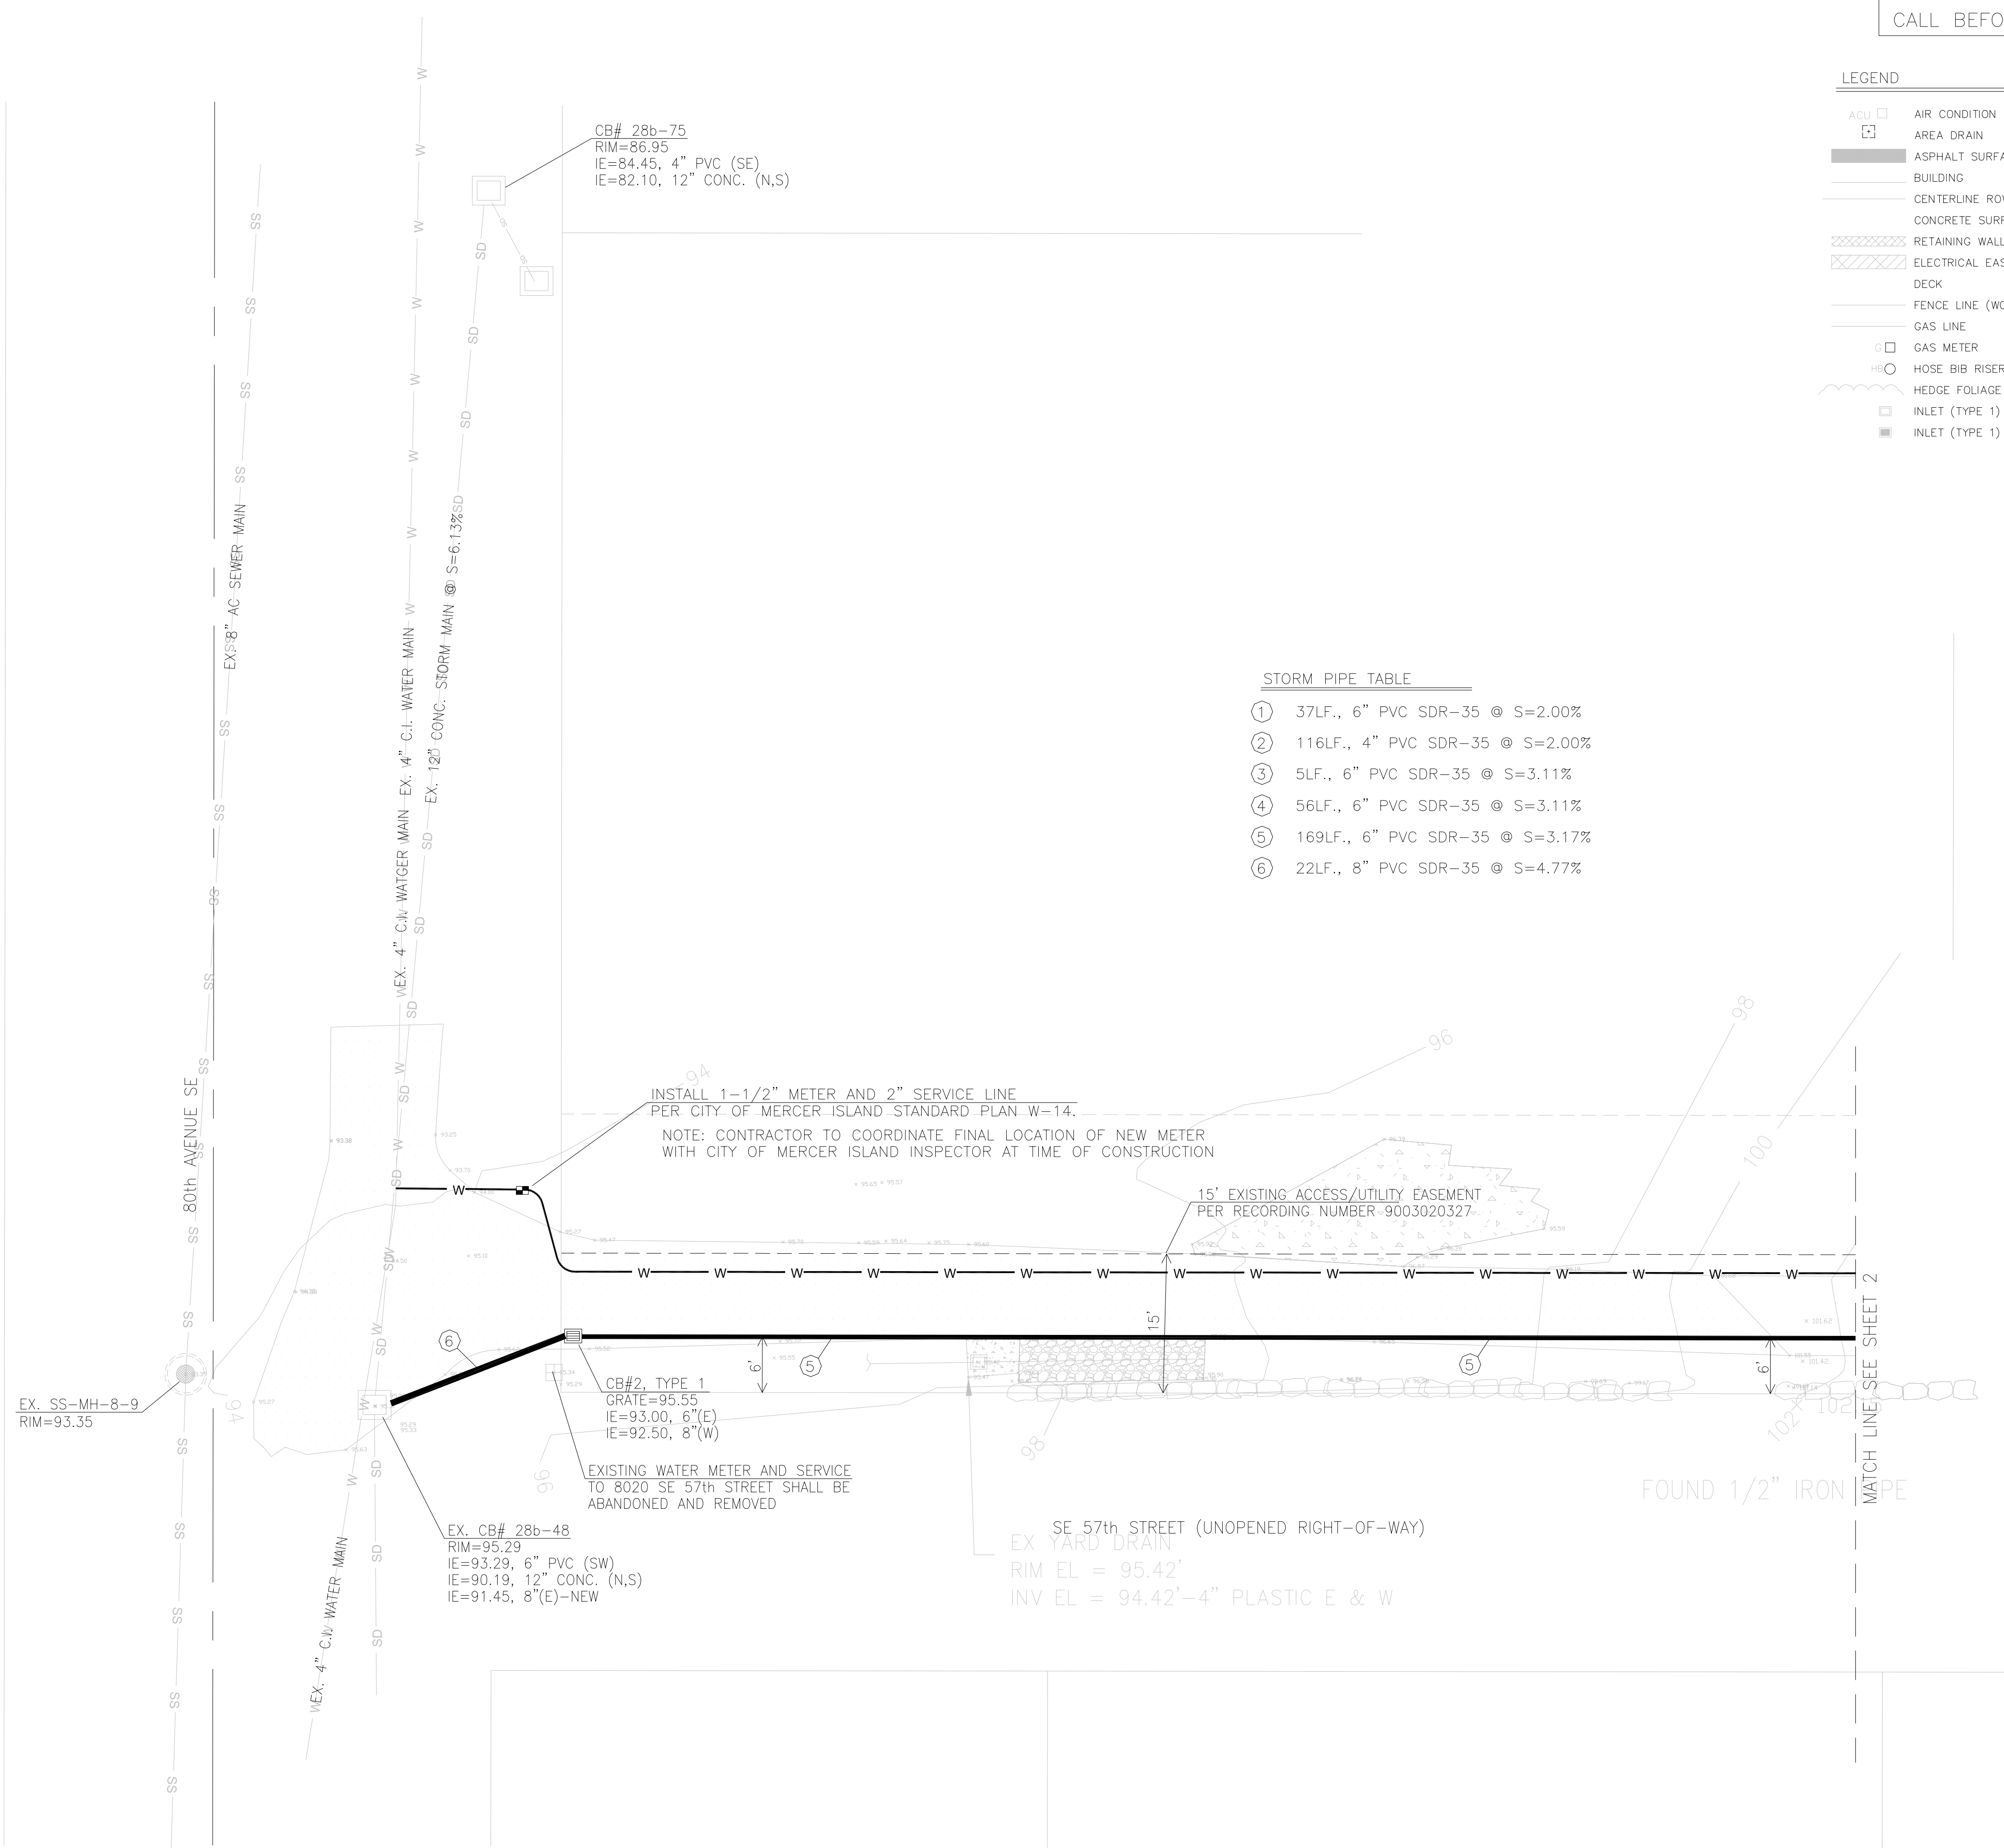 CALL BEFO
LEGEND
ACU AIR CONDITION
AREA DRAIN
ASPHALT SURFA
BUILDING
CENTERLINE ROW
CONCRETE SURF
RETAINING WALL
ELECTRICAL EAS
DECK
FENCE LINE (WO
GAS LINE
G GAS METER
HB HOSE BIB RISER
HEDGE FOLIAGE
INLET (TYPE 1)
INLET (TYPE 1)
CB# 28b-75
RIM=86.95
IE=84.45, 4" PVC (SE)
IE=82.10, 12" CONC. (N,S)
EX. 8" AC SEWER MAIN
EX. 4" C.I. WATER MAIN
EX. 4" C.I. WATGER MAIN
EX. 12" CONC. STORM MAIN @ S=6.13%
STORM PIPE TABLE
1 37LF., 6" PVC SDR-35 @ S=2.00%
2 116LF., 4" PVC SDR-35 @ S=2.00%
3 5LF., 6" PVC SDR-35 @ S=3.11%
4 56LF., 6" PVC SDR-35 @ S=3.11%
5 169LF., 6" PVC SDR-35 @ S=3.17%
6 22LF., 8" PVC SDR-35 @ S=4.77%
80th AVENUE SE
94
96
98
100
INSTALL 1-1/2" METER AND 2" SERVICE LINE
PER CITY OF MERCER ISLAND STANDARD PLAN W-14.
NOTE: CONTRACTOR TO COORDINATE FINAL LOCATION OF NEW METER
WITH CITY OF MERCER ISLAND INSPECTOR AT TIME OF CONSTRUCTION
15' EXISTING ACCESS/UTILITY EASEMENT
PER RECORDING NUMBER 9003020327
15'
6'
6'
6
5
5
MATCH LINE SEE SHEET 2
EX. SS-MH-8-9
RIM=93.35
94
CB#2, TYPE 1
GRATE=95.55
IE=93.00, 6"(E)
IE=92.50, 8"(W)
96
98
102
EXISTING WATER METER AND SERVICE
TO 8020 SE 57th STREET SHALL BE
ABANDONED AND REMOVED
EX. CB# 28b-48
RIM=95.29
IE=93.29, 6" PVC (SW)
IE=90.19, 12" CONC. (N,S)
IE=91.45, 8"(E)-NEW
FOUND 1/2" IRON PIPE
SE 57th STREET (UNOPENED RIGHT-OF-WAY)
EX YARD DRAIN
RIM EL = 95.42'
INV EL = 94.42'-4" PLASTIC E & W
EX. 4" C.I. WATER MAIN